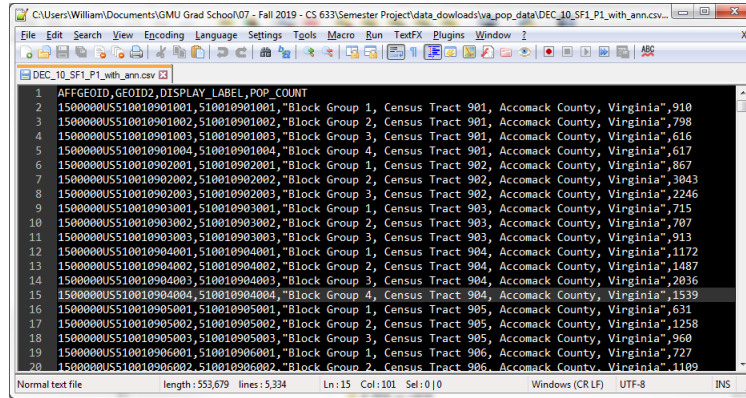 C:\Users\William\Documents\GMU Grad School\07 - Fall 2019 - CS 633\Semester Project\data_dowloads\va_pop_data\DEC_10_SF1_P1_with_ann.csv...
File Edit Search View Encoding Language Settings Tools Macro Run TextFX Plugins Window ? X
ABC
DEC_10_SF1_P1_with_ann.csv
1 AFFGEOID,GEOID2,DISPLAY_LABEL,POP_COUNT
2 1500000US510010901001,510010901001,"Block Group 1, Census Tract 901, Accomack County, Virginia",910
3 1500000US510010901002,510010901002,"Block Group 2, Census Tract 901, Accomack County, Virginia",798
4 1500000US510010901003,510010901003,"Block Group 3, Census Tract 901, Accomack County, Virginia",616
5 1500000US510010901004,510010901004,"Block Group 4, Census Tract 901, Accomack County, Virginia",617
6 1500000US510010902001,510010902001,"Block Group 1, Census Tract 902, Accomack County, Virginia",867
7 1500000US510010902002,510010902002,"Block Group 2, Census Tract 902, Accomack County, Virginia",3043
8 1500000US510010902003,510010902003,"Block Group 3, Census Tract 902, Accomack County, Virginia",2246
9 1500000US510010903001,510010903001,"Block Group 1, Census Tract 903, Accomack County, Virginia",715
10 1500000US510010903002,510010903002,"Block Group 2, Census Tract 903, Accomack County, Virginia",707
11 1500000US510010903003,510010903003,"Block Group 3, Census Tract 903, Accomack County, Virginia",913
12 1500000US510010904001,510010904001,"Block Group 1, Census Tract 904, Accomack County, Virginia",1172
13 1500000US510010904002,510010904002,"Block Group 2, Census Tract 904, Accomack County, Virginia",1487
14 1500000US510010904003,510010904003,"Block Group 3, Census Tract 904, Accomack County, Virginia",2036
15 1500000US510010904004,510010904004,"Block Group 4, Census Tract 904, Accomack County, Virginia",1539
16 1500000US510010905001,510010905001,"Block Group 1, Census Tract 905, Accomack County, Virginia",631
17 1500000US510010905002,510010905002,"Block Group 2, Census Tract 905, Accomack County, Virginia",1258
18 1500000US510010905003,510010905003,"Block Group 3, Census Tract 905, Accomack County, Virginia",960
19 1500000US510010906001,510010906001,"Block Group 1, Census Tract 906, Accomack County, Virginia",727
20 1500000US510010906002,510010906002,"Block Group 2, Census Tract 906, Accomack County, Virginia",1109
Normal text file length : 553,679 lines : 5,334 Ln : 15 Col : 101 Sel : 0 | 0 Windows (CR LF) UTF-8 INS